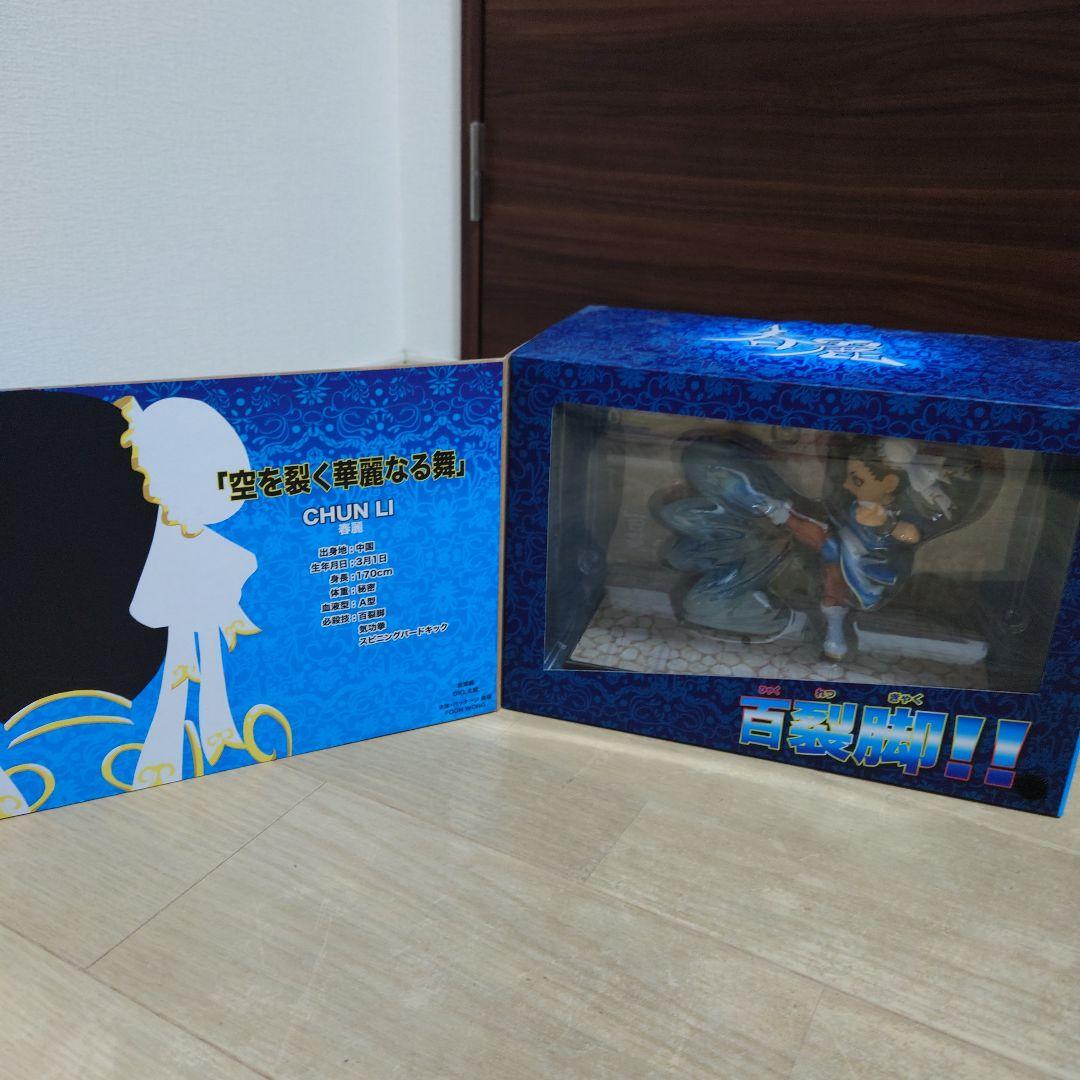 春麗
「空を裂く華麗なる舞」
CHUN LI
春麗
出身地：中国
生年月日：3月1日
身長：170cm
体重：秘密
血液型：A型
必殺技：百裂脚
気功拳
スピニングバードキック
ひゃく れつ きゃく
百裂脚!!